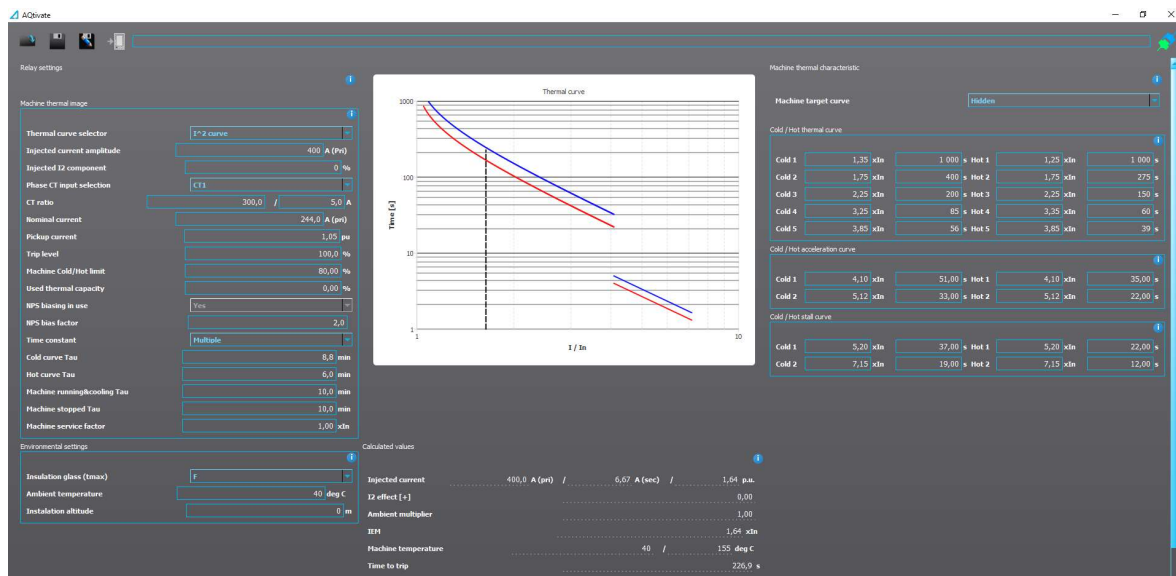 AQtivate
Relay settings
Machine thermal image
Thermal curve selector I^2 curve
Injected current amplitude 400 A (Pri)
Injected I2 component 0 %
Phase CT input selection CT1
CT ratio 300,0 / 5,0 A
Nominal current 244,0 A (pri)
Pickup current 1,05 pu
Trip level 100,0 %
Machine Cold/Hot limit 80,00 %
Used thermal capacity 0,00 %
NPS biasing in use Yes
NPS bias factor 2,0
Time constant Multiple
Cold curve Tau 8,8 min
Hot curve Tau 6,0 min
Machine running&cooling Tau 10,0 min
Machine stopped Tau 10,0 min
Machine service factor 1,00 xIn
Environmental settings
Insulation glass (tmax) F
Ambient temperature 40 deg C
Instalation altitude 0 m
Thermal curve
Time [s]
1000
100
10
1
1 10
I / In
Calculated values
Injected current 400,0 A (pri) / 6,67 A (sec) / 1,64 p.u.
I2 effect [+] 0,00
Ambient multiplier 1,00
IEM 1,64 xIn
Machine temperature 40 / 155 deg C
Time to trip 226,9 s
Machine thermal characteristic
Machine target curve Hidden
Cold / Hot thermal curve
Cold 1 1,35 xIn 1 000 s Hot 1 1,25 xIn 1 000 s
Cold 2 1,75 xIn 400 s Hot 2 1,75 xIn 275 s
Cold 3 2,25 xIn 200 s Hot 3 2,25 xIn 150 s
Cold 4 3,25 xIn 85 s Hot 4 3,35 xIn 60 s
Cold 5 3,85 xIn 56 s Hot 5 3,85 xIn 39 s
Cold / Hot acceleration curve
Cold 1 4,10 xIn 51,00 s Hot 1 4,10 xIn 35,00 s
Cold 2 5,12 xIn 33,00 s Hot 2 5,12 xIn 22,00 s
Cold / Hot stall curve
Cold 1 5,20 xIn 37,00 s Hot 1 5,20 xIn 22,00 s
Cold 2 7,15 xIn 19,00 s Hot 2 7,15 xIn 12,00 s